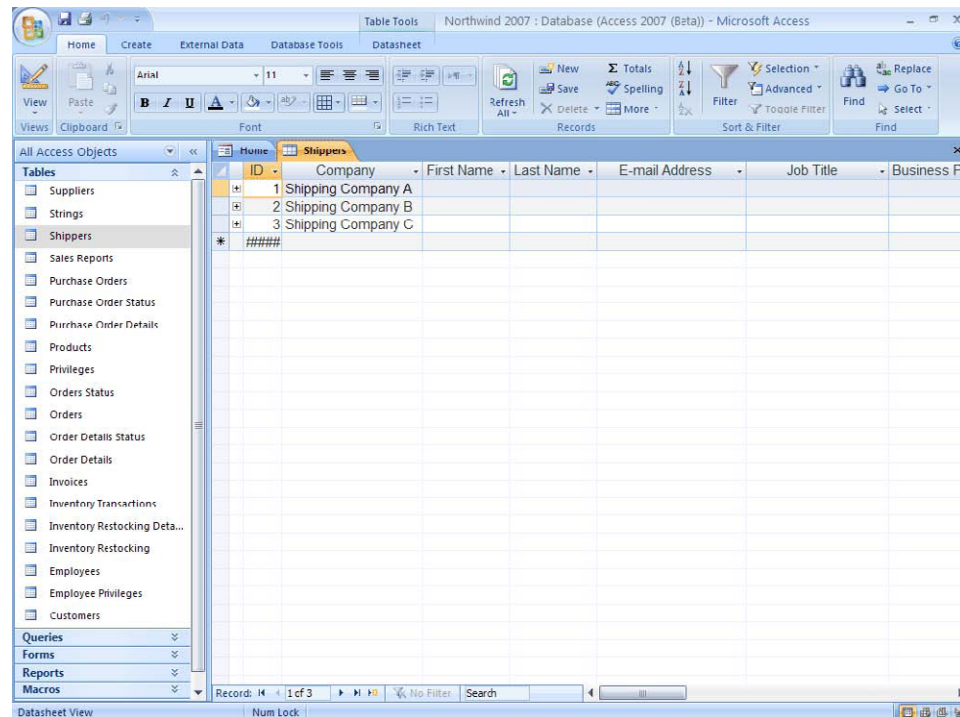 Table Tools Northwind 2007 : Database (Access 2007 (Beta)) - Microsoft Access
Home Create External Data Database Tools Datasheet
Arial 11
New Σ Totals Selection Replace
Save Spelling Advanced Go To
View Paste B I U A ab Refresh All Delete More Filter Toggle Filter Find Select
Views Clipboard Font Rich Text Records Sort & Filter Find
All Access Objects Home Shippers
Tables ID Company First Name Last Name E-mail Address Job Title Business P
Suppliers 1 Shipping Company A
Strings 2 Shipping Company B
Shippers 3 Shipping Company C
* #####
Sales Reports
Purchase Orders
Purchase Order Status
Purchase Order Details
Products
Privileges
Orders Status
Orders
Order Details Status
Order Details
Invoices
Inventory Transactions
Inventory Restocking Deta...
Inventory Restocking
Employees
Employee Privileges
Customers
Queries
Forms
Reports
Macros
Record: 1 of 3 No Filter Search
Datasheet View Num Lock